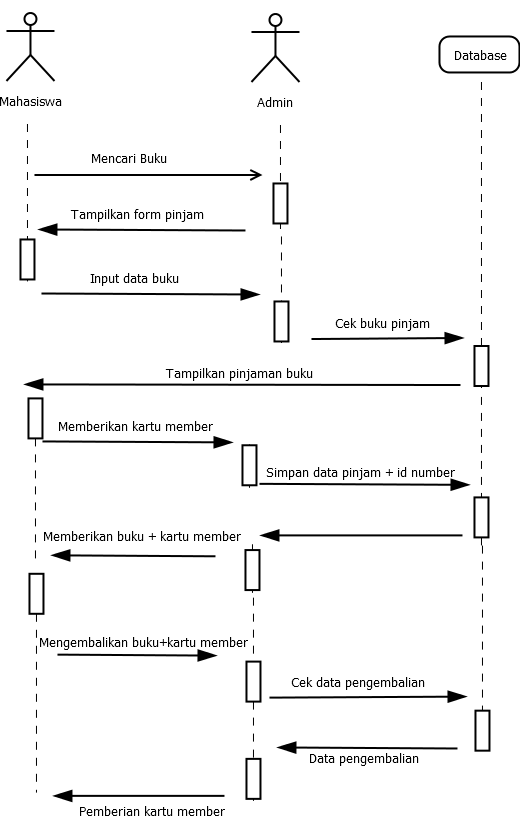 Mahasiswa
Admin
Database
Mencari Buku
Tampilkan form pinjam
Input data buku
Cek buku pinjam
Tampilkan pinjaman buku
Memberikan kartu member
Simpan data pinjam + id number
Memberikan buku + kartu member
Mengembalikan buku+kartu member
Cek data pengembalian
Data pengembalian
Pemberian kartu member